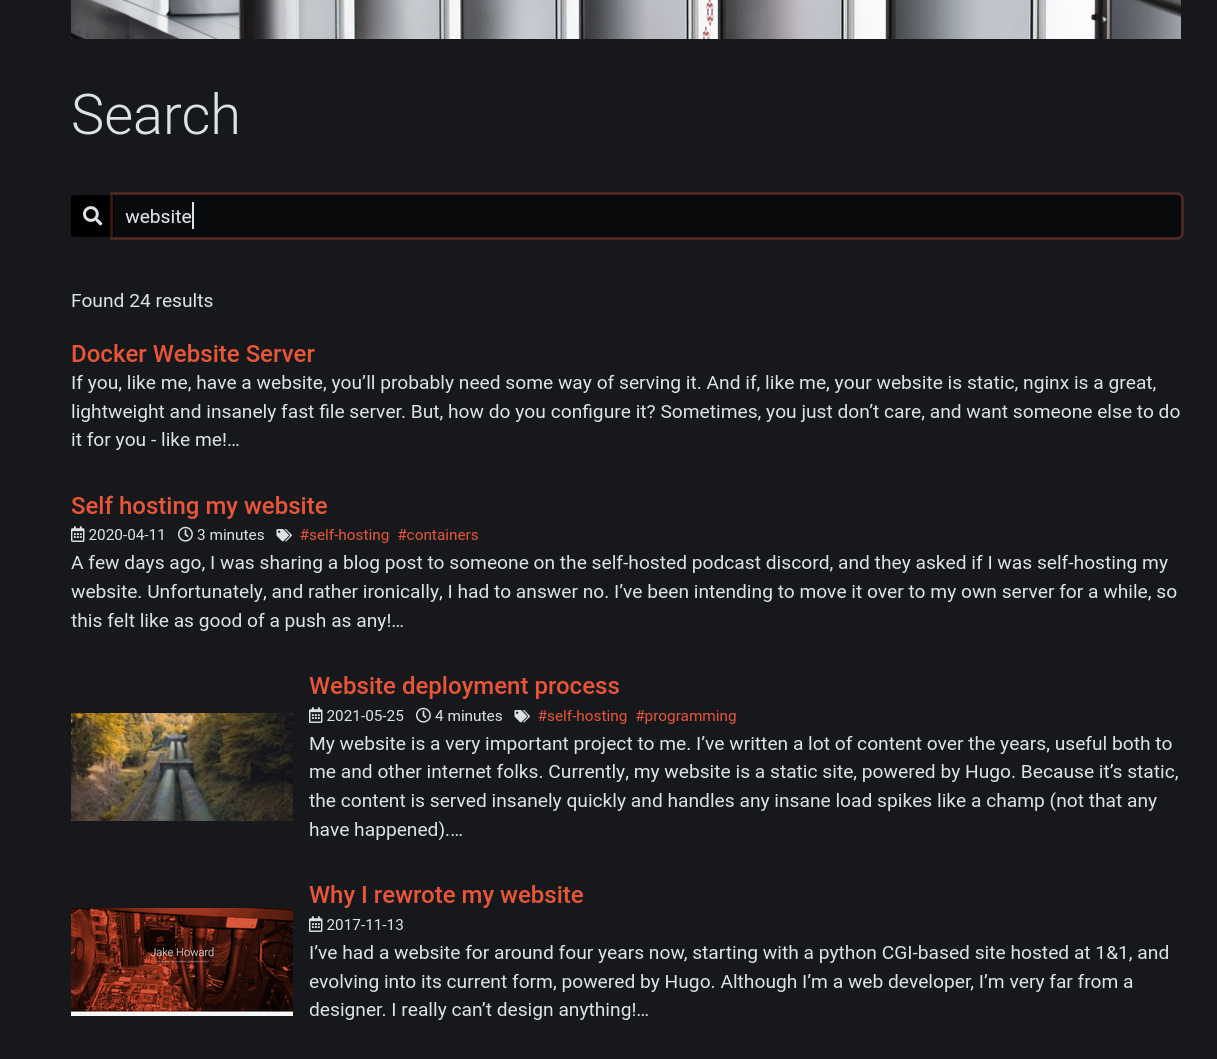 Search
website
Found 24 results
Docker Website Server
If you, like me, have a website, you’ll probably need some way of serving it. And if, like me, your website is static, nginx is a great,
lightweight and insanely fast file server. But, how do you configure it? Sometimes, you just don’t care, and want someone else to do
it for you - like me!…
Self hosting my website
2020-04-11 3 minutes #self-hosting #containers
A few days ago, I was sharing a blog post to someone on the self-hosted podcast discord, and they asked if I was self-hosting my
website. Unfortunately, and rather ironically, I had to answer no. I’ve been intending to move it over to my own server for a while, so
this felt like as good of a push as any!…
Website deployment process
2021-05-25 4 minutes #self-hosting #programming
My website is a very important project to me. I’ve written a lot of content over the years, useful both to
me and other internet folks. Currently, my website is a static site, powered by Hugo. Because it’s static,
the content is served insanely quickly and handles any insane load spikes like a champ (not that any
have happened).…
Why I rewrote my website
2017-11-13
Jake Howard
I’ve had a website for around four years now, starting with a python CGI-based site hosted at 1&1, and
evolving into its current form, powered by Hugo. Although I’m a web developer, I’m very far from a
designer. I really can’t design anything!…